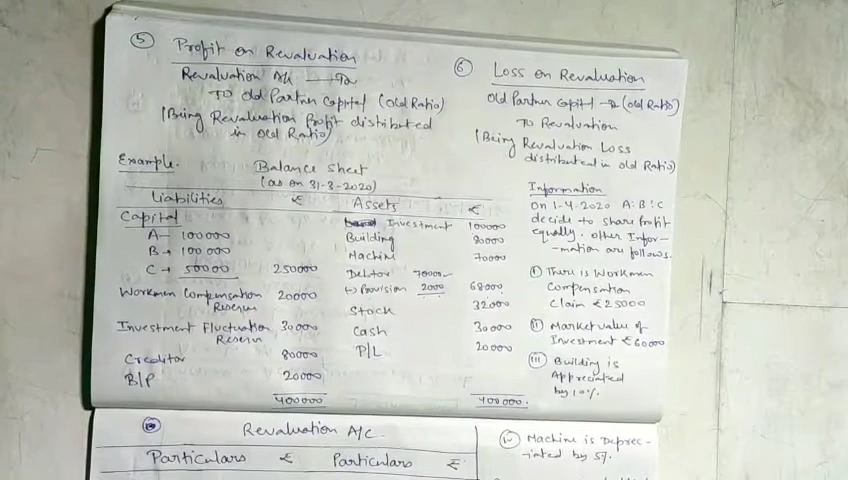 5 Profit on Revaluation
Revaluation A/c
To Old Partner Capital (Old Ratio)
(Being Revaluation profit distributed
in Old Ratio)
6 Loss on Revaluation
Old Partner Capit (Old Ratio)
To Revaluation
(Being Revaluation Loss
distributed in old Ratio)
Example.
Balance Sheet
(as on 31-3-2020)
Liabilities ₹ Assets ₹
Capital Investment 100000
A - 100000 Building 80000
B → 100000 Machine 70000
C → 50000 250000 Debtor 70000
Workmen Compensation Reserve 20000 (-) Provision 2000 68000
Stock 32000
Investment Fluctuation Reserve 30000 Cash 30000
Creditor 80000 P/L 20000
B/P 20000
400000 400000.
Information
On 1-4-2020 A:B:C
decide to share profit
equally. other Infor-
-mation are follows.
(i) There is Workmen
Compensation
Claim ₹25000
(ii) Market value of
Investment ₹60000
(iii) Building is
Appreciated
by 10%.
Revaluation A/C.
Particulars ₹ Particulars ₹
iv Machine is Deprec-
-iated by 5%.